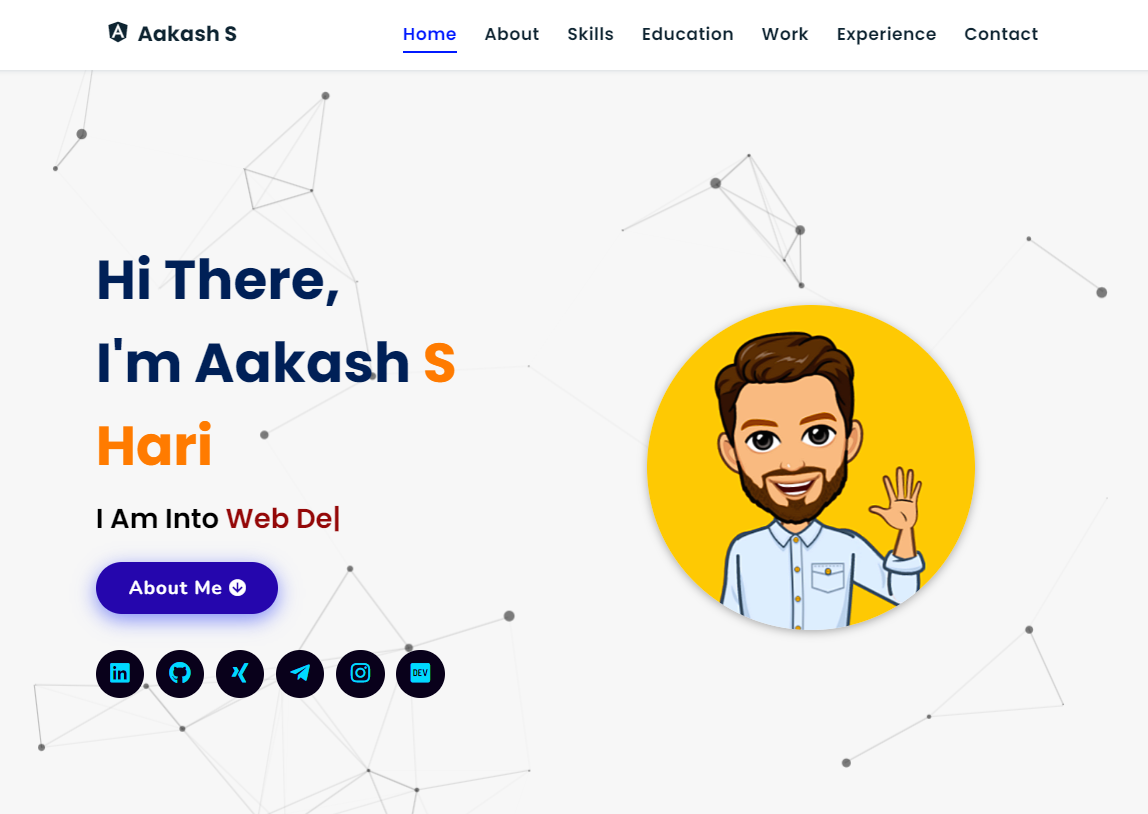 Aakash S
Home About Skills Education Work Experience Contact
Hi There,
I'm Aakash S
Hari
I Am Into Web De|
About Me
in
DEV